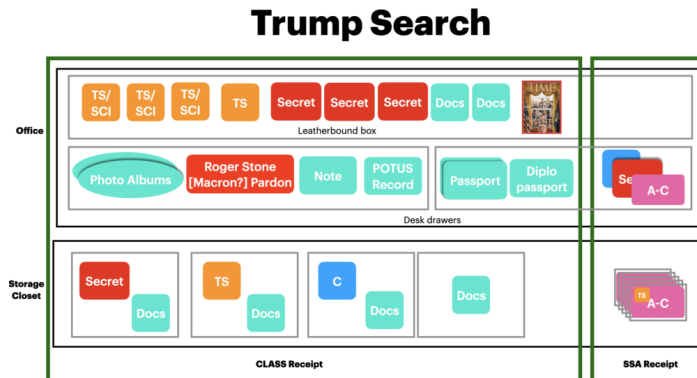 Trump Search
Office
TS/
SCI
TS/
SCI
TS/
SCI
TS
Secret
Secret
Secret
Docs
Docs
TIME
Leatherbound box
Photo Albums
Roger Stone
[Macron?] Pardon
Note
POTUS
Record
Passport
Diplo
passport
Se
A-C
Desk drawers
Storage
Closet
Secret
Docs
TS
Docs
C
Docs
Docs
TS
A-C
CLASS Receipt
SSA Receipt